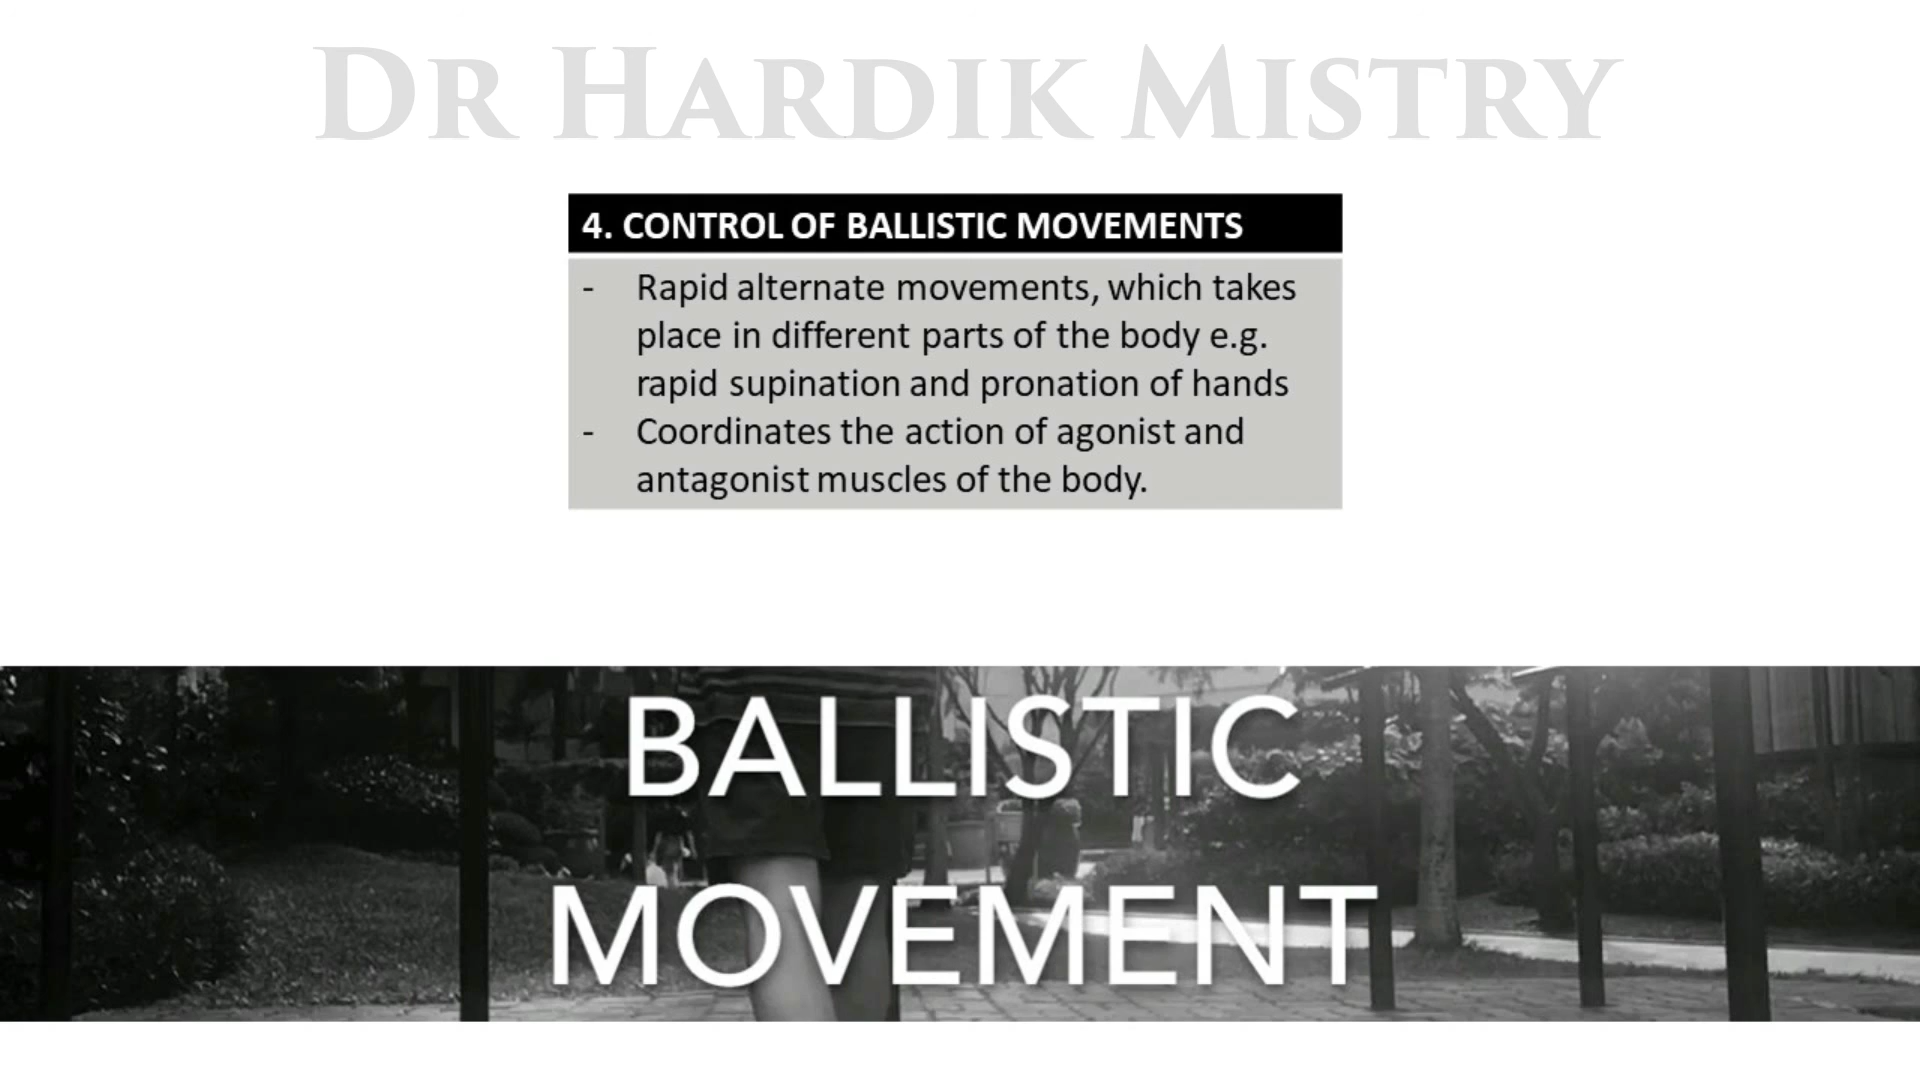 DR HARDIK MISTRY
4. CONTROL OF BALLISTIC MOVEMENTS
- Rapid alternate movements, which takes
place in different parts of the body e.g.
rapid supination and pronation of hands
- Coordinates the action of agonist and
antagonist muscles of the body.
BALLISTIC
MOVEMENT